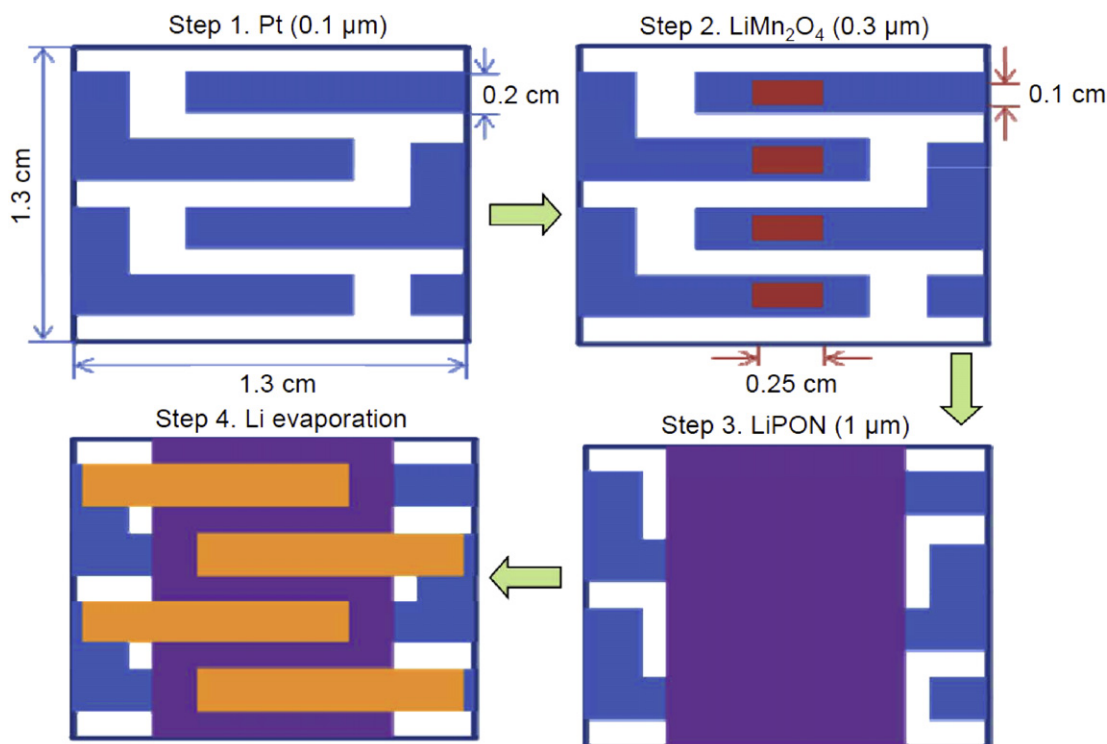 Step 1. Pt (0.1 µm)
0.2 cm
1.3 cm
1.3 cm
Step 2. LiMn₂O₄ (0.3 µm)
0.1 cm
0.25 cm
Step 4. Li evaporation
Step 3. LiPON (1 µm)